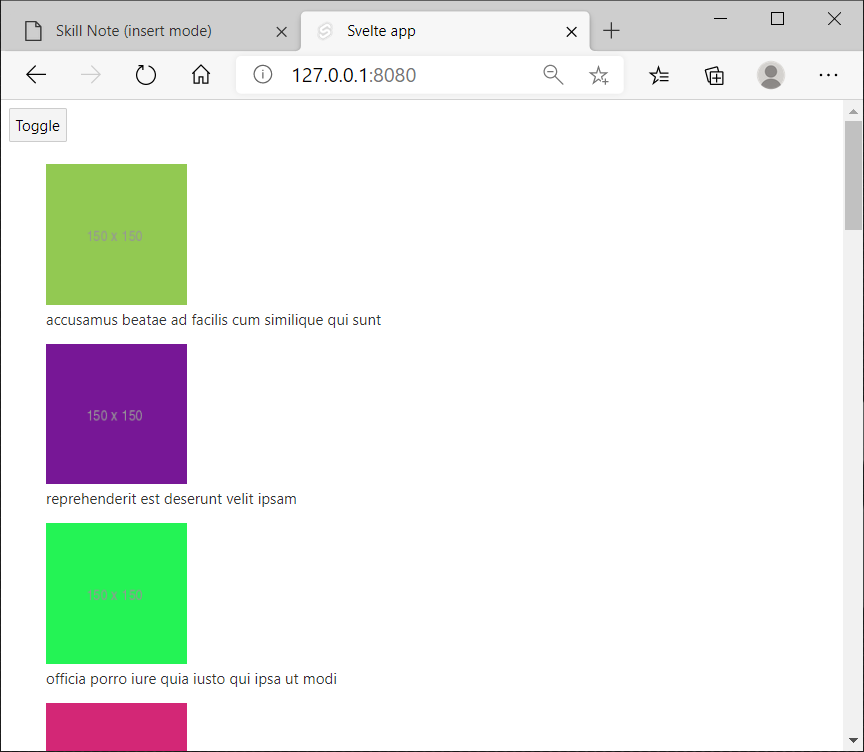 Skill Note (insert mode)
Svelte app
127.0.0.1:8080
Toggle
150 x 150
accusamus beatae ad facilis cum similique qui sunt
150 x 150
reprehenderit est deserunt velit ipsam
150 x 150
officia porro iure quia iusto qui ipsa ut modi